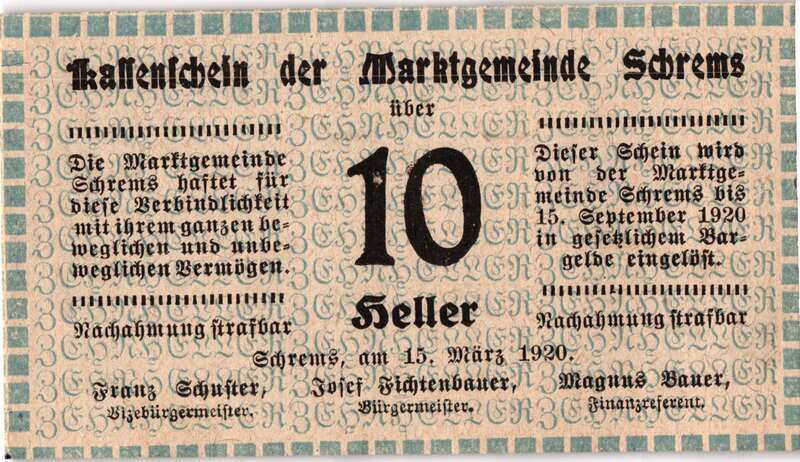 Kassenschein der Marktgemeinde Schrems
über
10
Heller
Die Marktgemeinde
Schrems haftet für
diese Verbindlichkeit
mit ihrem ganzen be-
weglichen und unbe-
weglichen Vermögen.
Nachahmung strafbar
Dieser Schein wird
von der Marktge-
meinde Schrems bis
15. September 1920
in gesetzlichem Bar-
gelde eingelöst.
Nachahmung strafbar
Schrems, am 15. März 1920.
Franz Schuster, Josef Fichtenbauer, Magnus Bauer,
Vizebürgermeister. Bürgermeister. Finanzreferent.
ZEHN HELLER